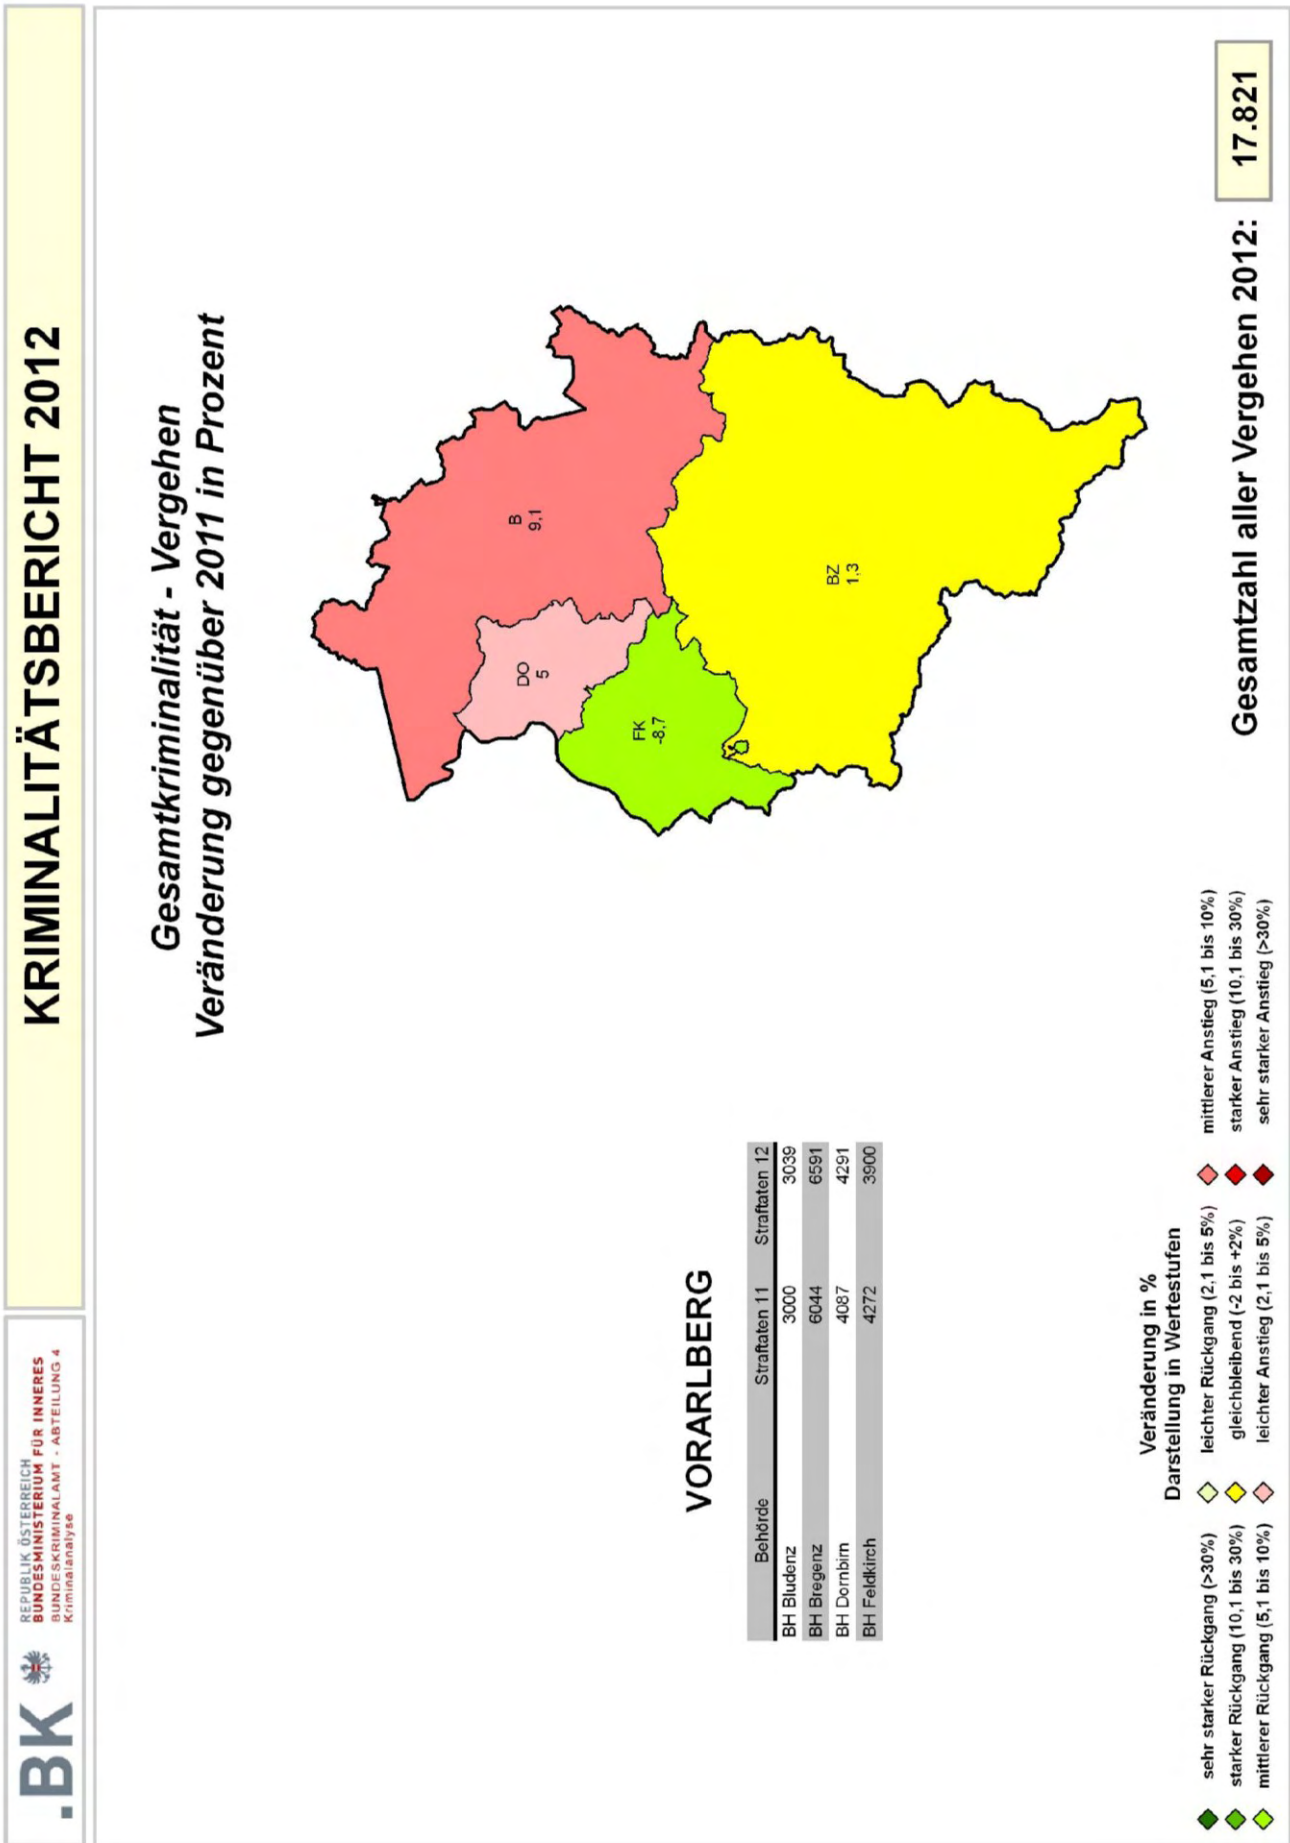 .BK
REPUBLIK ÖSTERREICH
BUNDESMINISTERIUM FÜR INNERES
BUNDESKRIMINALAMT - ABTEILUNG 4
Kriminalanalyse
KRIMINALITÄTSBERICHT 2012
Gesamtkriminalität - Vergehen
Veränderung gegenüber 2011 in Prozent
B
9,1
DO
5
FK
-8,7
BZ
1,3
VORARLBERG
Behörde Straftaten 11 Straftaten 12
BH Bludenz 3000 3039
BH Bregenz 6044 6591
BH Dornbirn 4087 4291
BH Feldkirch 4272 3900
Veränderung in %
Darstellung in Wertestufen
sehr starker Rückgang (>30%)
starker Rückgang (10,1 bis 30%)
mittlerer Rückgang (5,1 bis 10%)
leichter Rückgang (2,1 bis 5%)
gleichbleibend (-2 bis +2%)
leichter Anstieg (2,1 bis 5%)
mittlerer Anstieg (5,1 bis 10%)
starker Anstieg (10,1 bis 30%)
sehr starker Anstieg (>30%)
Gesamtzahl aller Vergehen 2012: 17.821